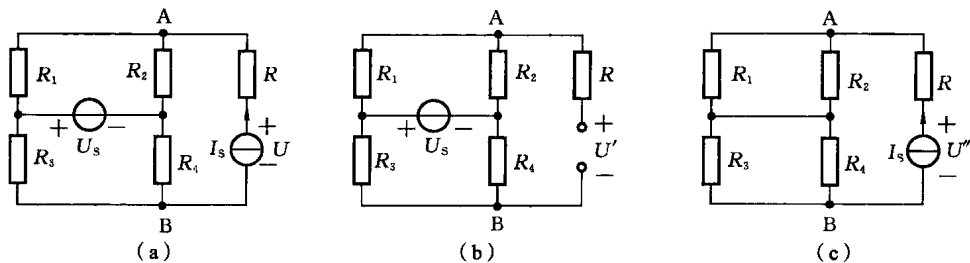 A
R₁
R₂
R
+ − Uₛ
R₃
R₄
Iₛ
+ U −
B
(a)
A
R₁
R₂
R
+ − Uₛ
R₃
R₄
+ U′ −
B
(b)
A
R₁
R₂
R
R₃
R₄
Iₛ
+ U″ −
B
(c)